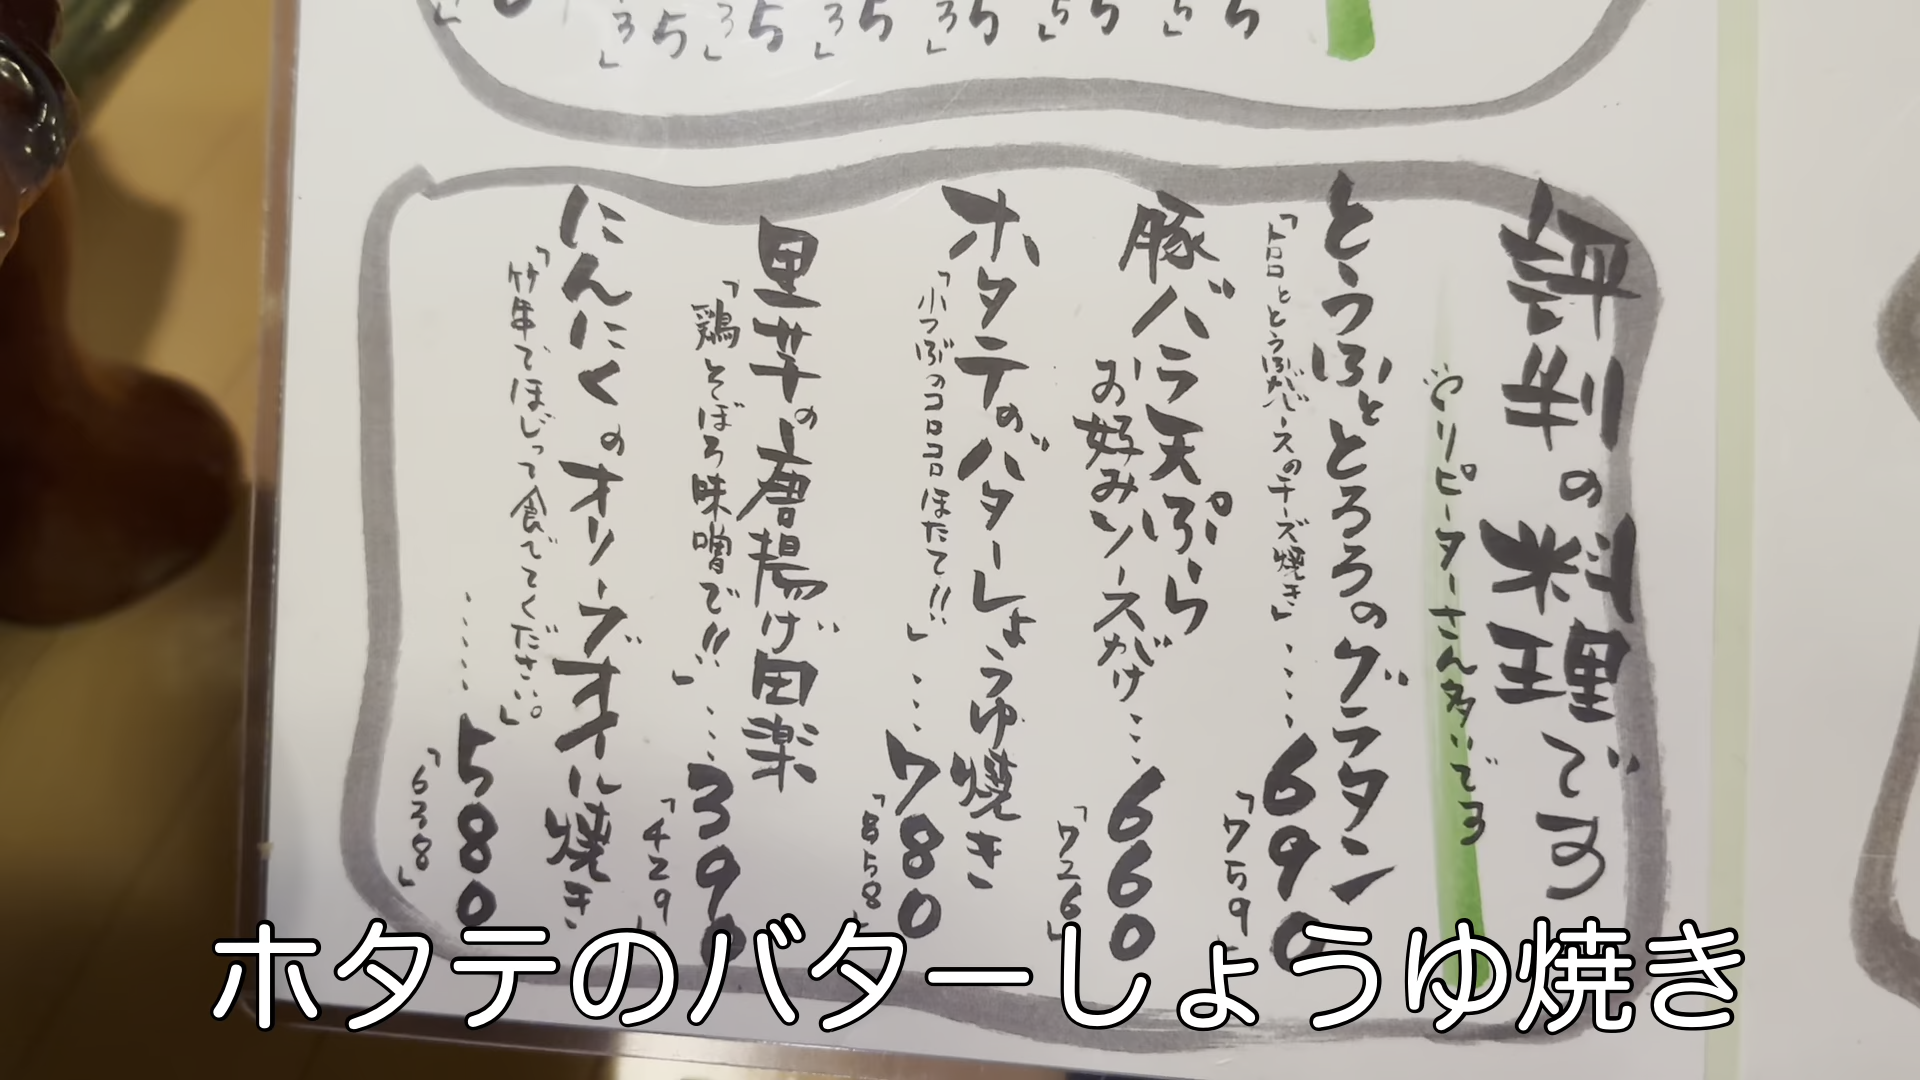 評判の料理です
リピーターさん多いです
とうふととろろのグラタン
「トロロととうふがベースのチーズ焼き」……690
「759」
豚バラ天ぷら
お好みソースがけ……660
「726」
ホタテのバターしょうゆ焼き
「小つぶのコロコロほたて!!」……780
「858」
里芋の唐揚げ田楽
「鶏そぼろ味噌で!!」……390
「429」
にんにくのオリーブオイル焼き
「竹串でほじって食べてください。」……580
「638」
ホタテのバターしょうゆ焼き